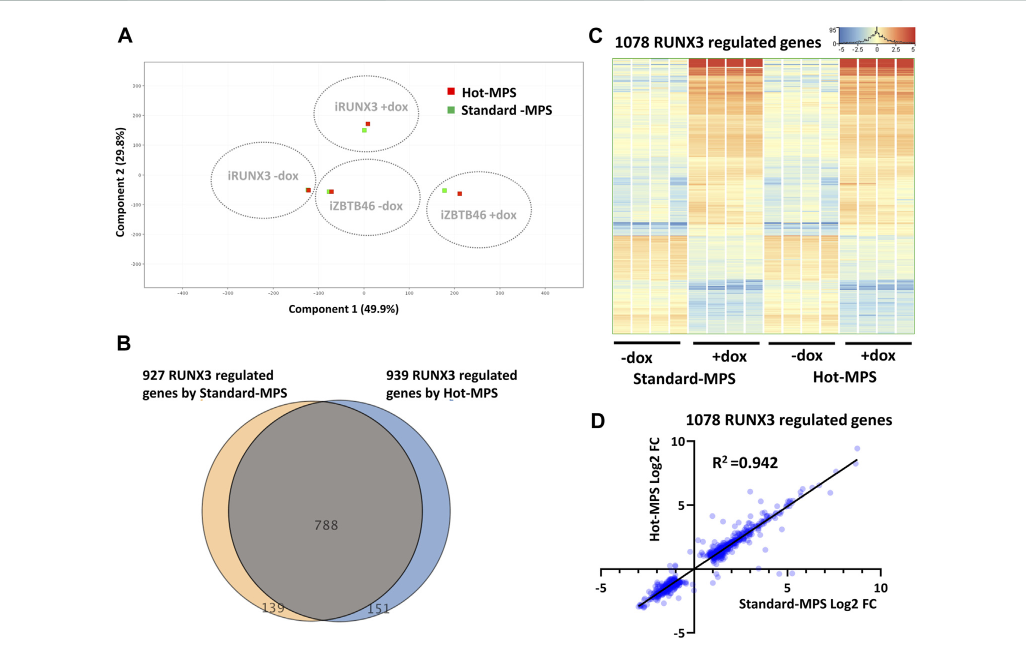 A
300
200
100
0
-100
-200
-300
-400
-200
-100
0
100
200
300
400
Component 2 (29.8%)
Component 1 (49.9%)
iRUNX3 +dox
iRUNX3 -dox
iZBTB46 -dox
iZBTB46 +dox
Hot-MPS
Standard -MPS
B
927 RUNX3 regulated
genes by Standard-MPS
939 RUNX3 regulated
genes by Hot-MPS
788
139
151
C
1078 RUNX3 regulated genes
95
0
-5 -2.5 0 2.5 5
-dox +dox -dox +dox
Standard-MPS Hot-MPS
D
1078 RUNX3 regulated genes
R2 =0.942
Hot-MPS Log2 FC
Standard-MPS Log2 FC
10
5
-5
-5 5 10